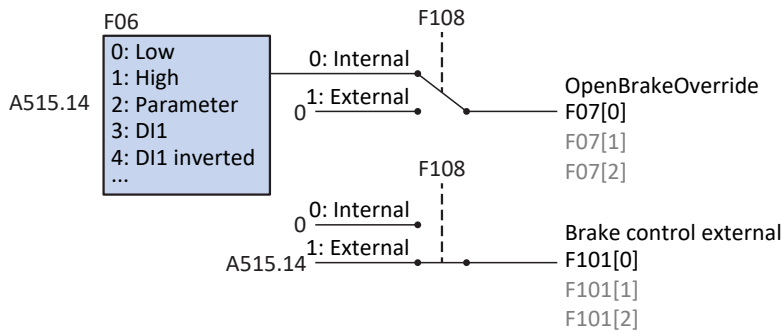 F06
F108
0: Low
1: High
2: Parameter
3: DI1
4: DI1 inverted
...
A515.14
0: Internal
1: External
0
OpenBrakeOverride
F07[0]
F07[1]
F07[2]
F108
0: Internal
0
1: External
A515.14
Brake control external
F101[0]
F101[1]
F101[2]